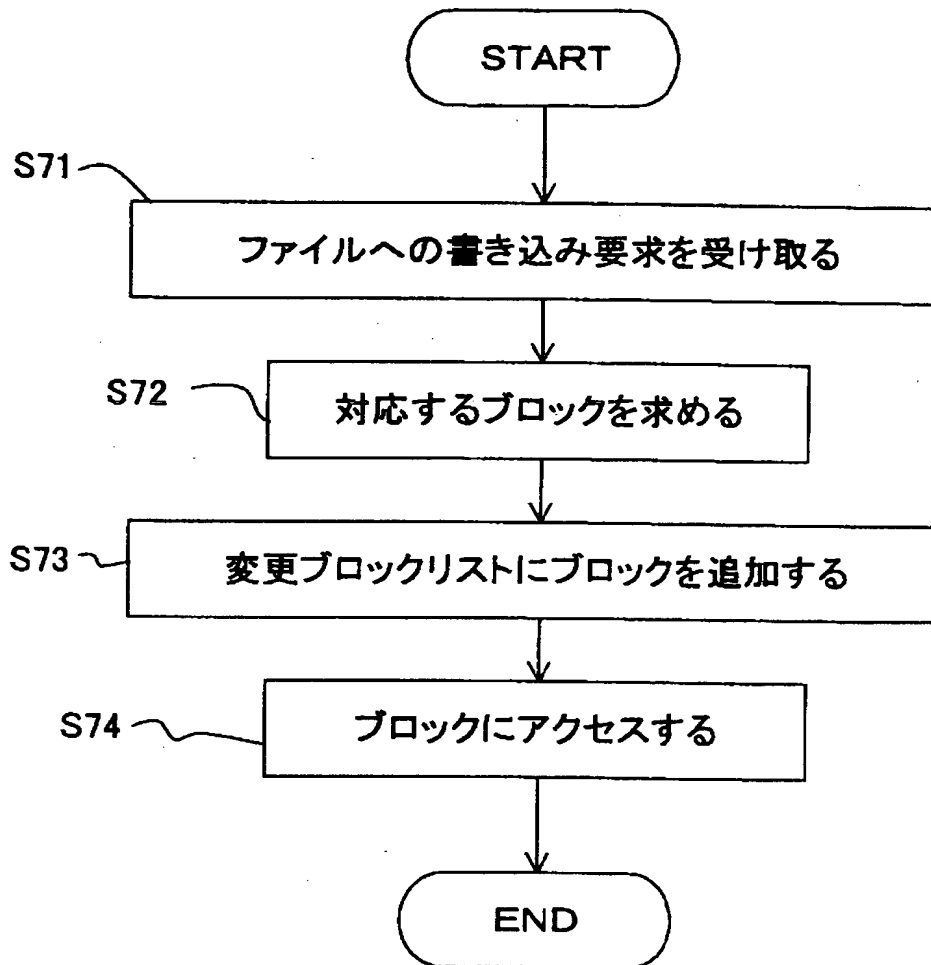 START
S71
ファイルへの書き込み要求を受け取る
S72
対応するブロックを求める
S73
変更ブロックリストにブロックを追加する
S74
ブロックにアクセスする
END